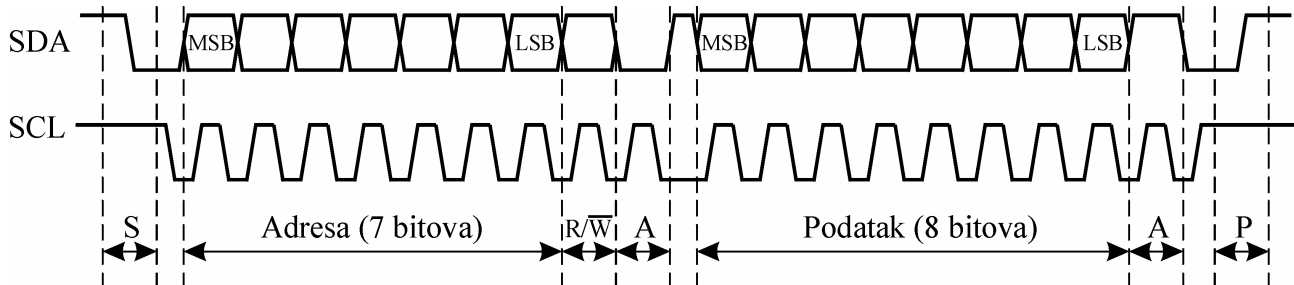 SDA MSB LSB MSB LSB
SCL
S Adresa (7 bitova) R/W̅ A Podatak (8 bitova) A P